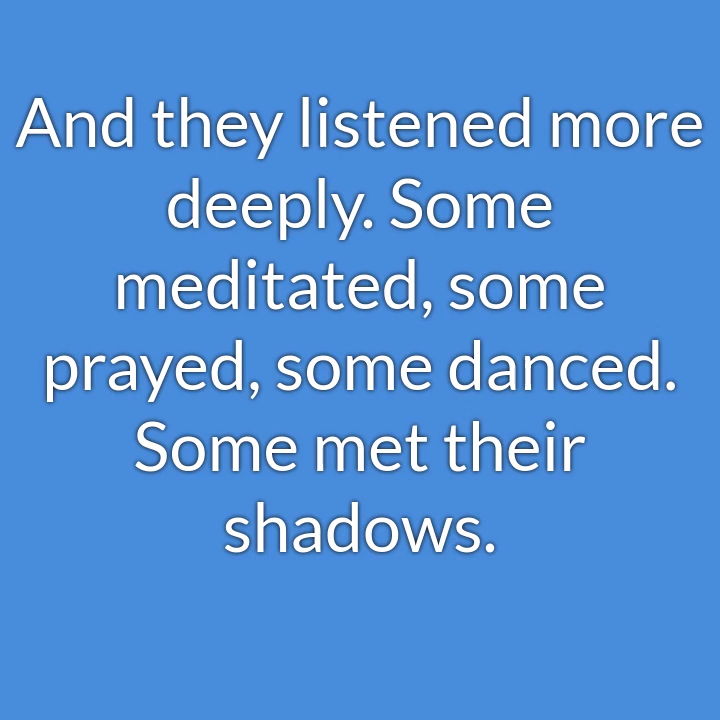 And they listened more
deeply. Some
meditated, some
prayed, some danced.
Some met their
shadows.